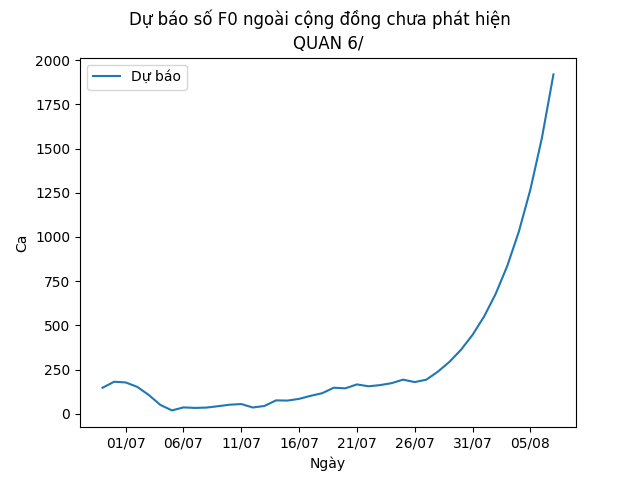 Dự báo số F0 ngoài cộng đồng chưa phát hiện
QUAN 6/
Dự báo
2000
1750
1500
1250
1000
750
500
250
0
Ca
01/07 06/07 11/07 16/07 21/07 26/07 31/07 05/08
Ngày